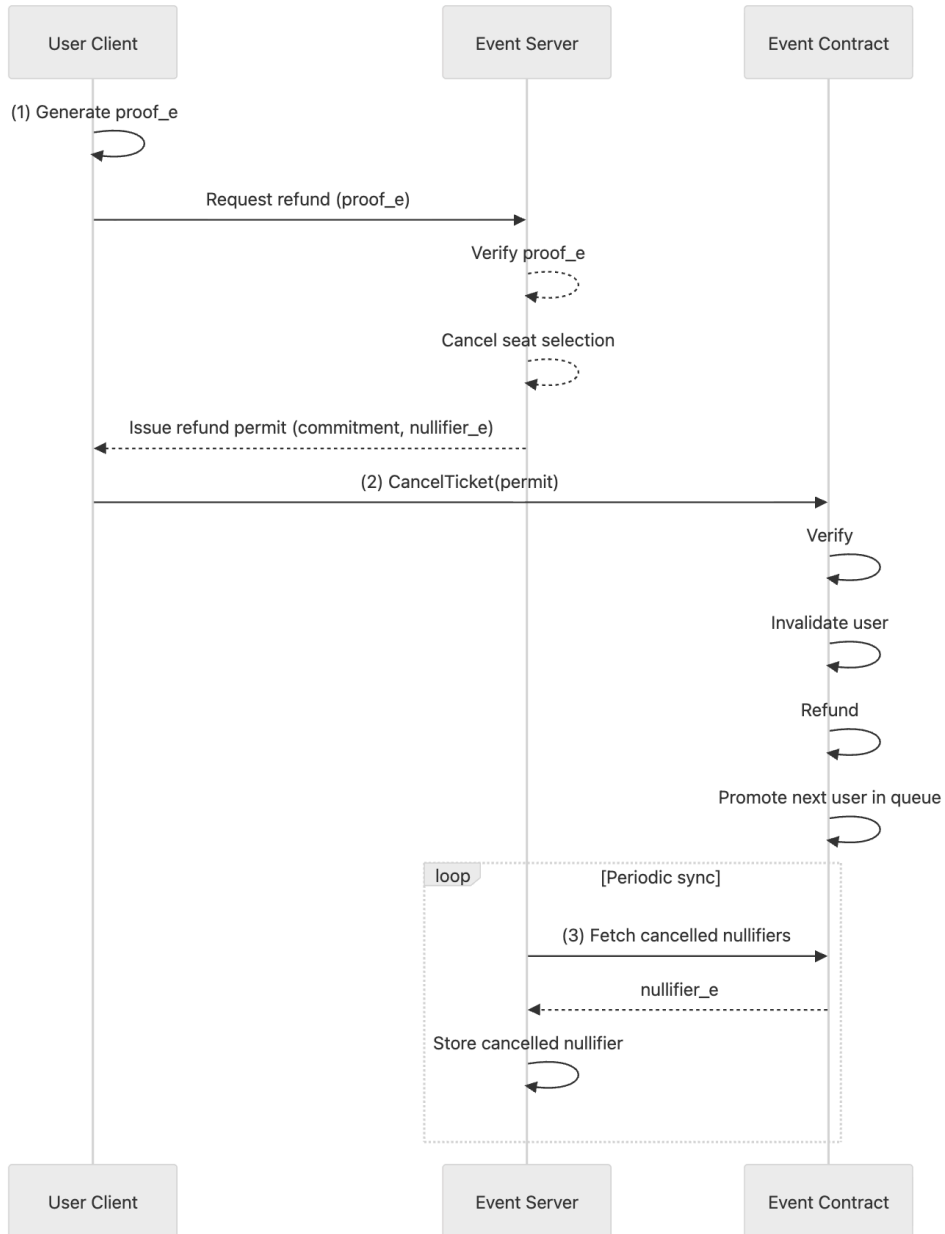 User Client
Event Server
Event Contract
(1) Generate proof_e
Request refund (proof_e)
Verify proof_e
Cancel seat selection
Issue refund permit (commitment, nullifier_e)
(2) CancelTicket(permit)
Verify
Invalidate user
Refund
Promote next user in queue
loop
[Periodic sync]
(3) Fetch cancelled nullifiers
nullifier_e
Store cancelled nullifier
User Client
Event Server
Event Contract